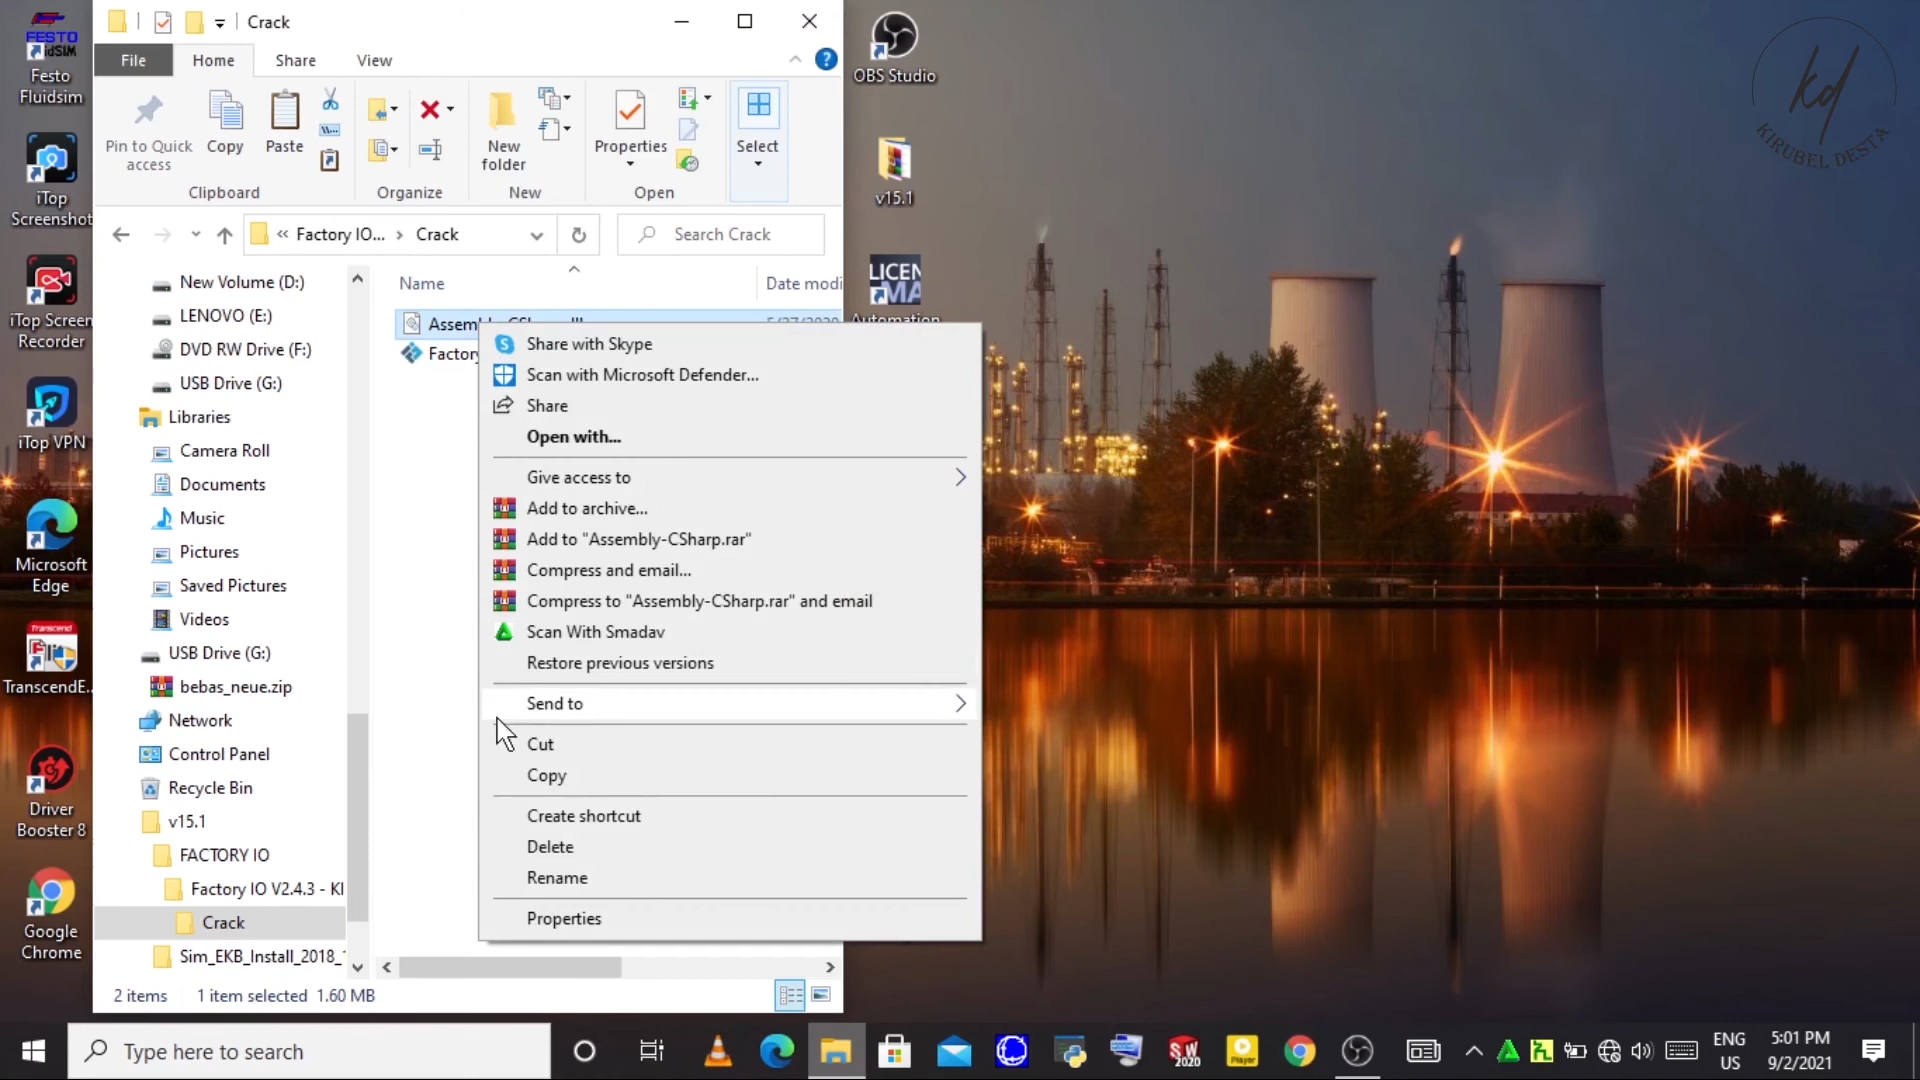 Crack
File
Home
Share
View
Pin to Quick
access
Copy
Paste
New
folder
Properties
Select
Clipboard
Organize
New
Open
« Factory IO... › Crack
Search Crack
New Volume (D:)
LENOVO (E:)
DVD RW Drive (F:)
USB Drive (G:)
Libraries
Camera Roll
Documents
Music
Pictures
Saved Pictures
Videos
USB Drive (G:)
bebas_neue.zip
Network
Control Panel
Recycle Bin
v15.1
FACTORY IO
Factory IO V2.4.3 - KI
Crack
Sim_EKB_Install_2018_
Name
Date modi
Factory
Share with Skype
Scan with Microsoft Defender...
Share
Open with...
Give access to
Add to archive...
Add to "Assembly-CSharp.rar"
Compress and email...
Compress to "Assembly-CSharp.rar" and email
Scan With Smadav
Restore previous versions
Send to
Cut
Copy
Create shortcut
Delete
Rename
Properties
2 items
1 item selected 1.60 MB
FESTO
Festo
Fluidsim
iTop
Screenshot
iTop Screen
Recorder
iTop VPN
Microsoft
Edge
Transcend
TranscendE...
Driver
Booster 8
Google
Chrome
OBS Studio
v15.1
LICEN
MA
Automation
kd
KIRUBEL DESTA
Type here to search
SW
2020
Player
ENG
US
5:01 PM
9/2/2021